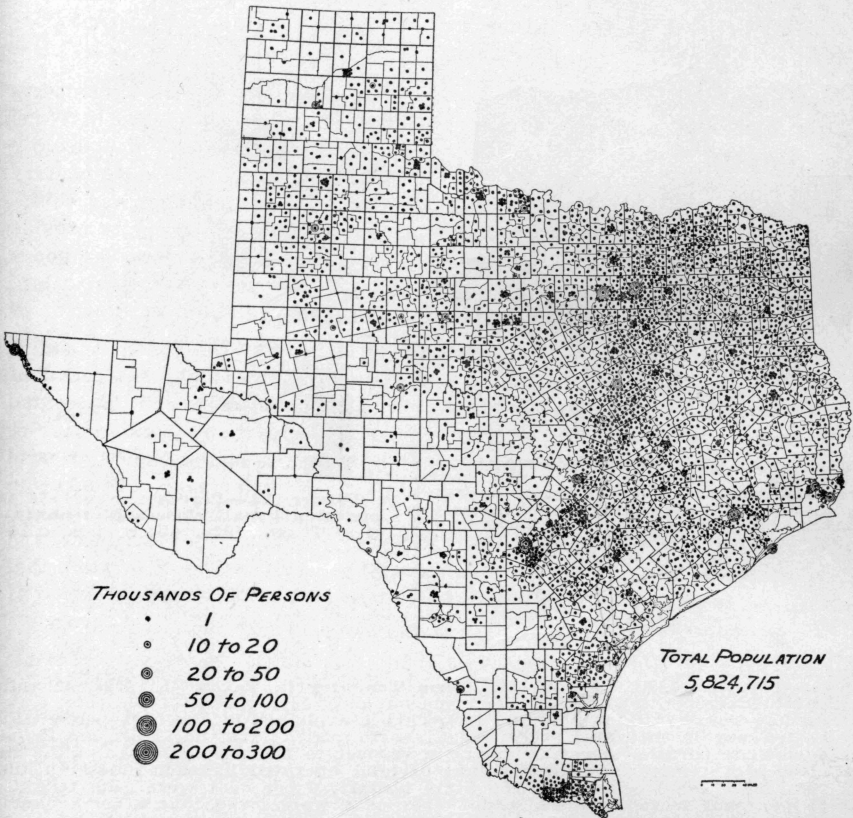 THOUSANDS OF PERSONS
1
10 to 20
20 to 50
50 to 100
100 to 200
200 to 300
TOTAL POPULATION
5,824,715